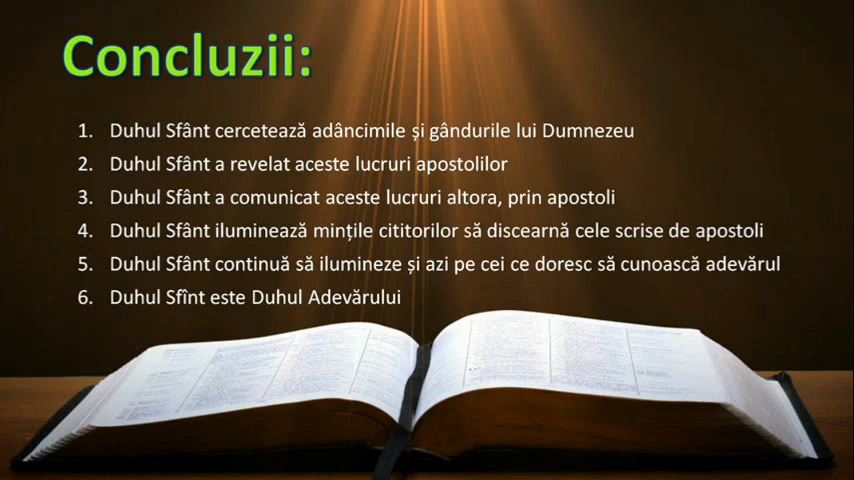 Concluzii:
1. Duhul Sfânt cercetează adâncimile și gândurile lui Dumnezeu
2. Duhul Sfânt a revelat aceste lucruri apostolilor
3. Duhul Sfânt a comunicat aceste lucruri altora, prin apostoli
4. Duhul Sfânt iluminează mințile cititorilor să discearnă cele scrise de apostoli
5. Duhul Sfânt continuă să ilumineze și azi pe cei ce doresc să cunoască adevărul
6. Duhul Sfînt este Duhul Adevărului